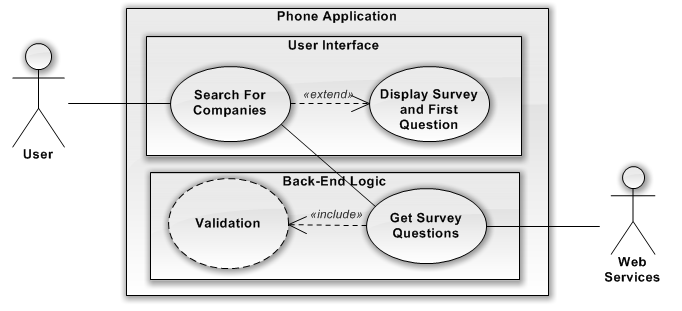 Phone Application
User Interface
Search For
Companies
«extend»
Display Survey
and First
Question
User
Back-End Logic
Validation
«include»
Get Survey
Questions
Web
Services